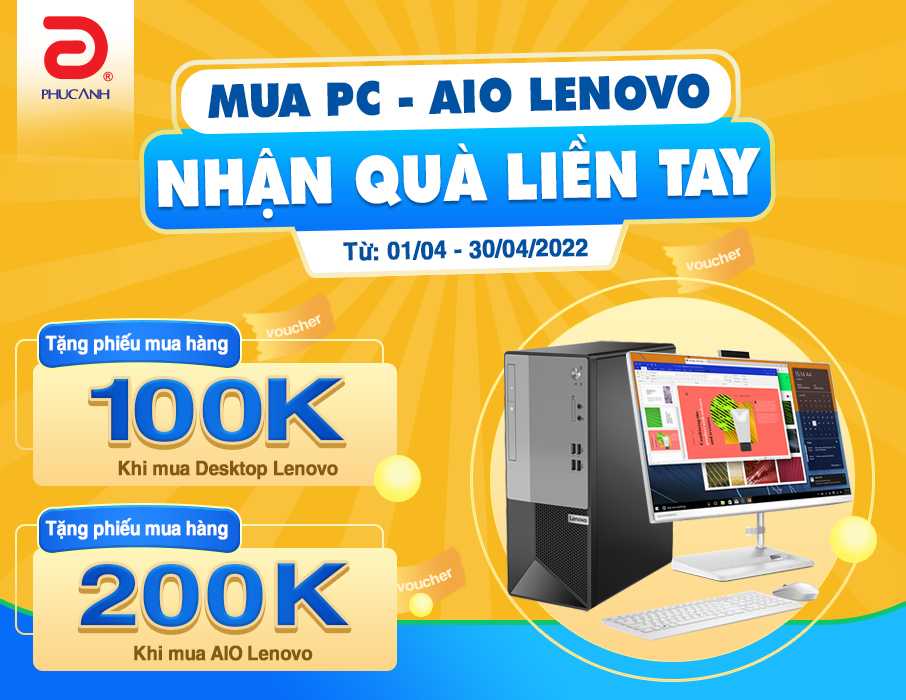 PHUCANH
®
MUA PC - AIO LENOVO
NHẬN QUÀ LIỀN TAY
Từ: 01/04 - 30/04/2022
voucher
voucher
Tặng phiếu mua hàng
100K
Khi mua Desktop Lenovo
Lenovo
Tặng phiếu mua hàng
200K
Khi mua AIO Lenovo
voucher